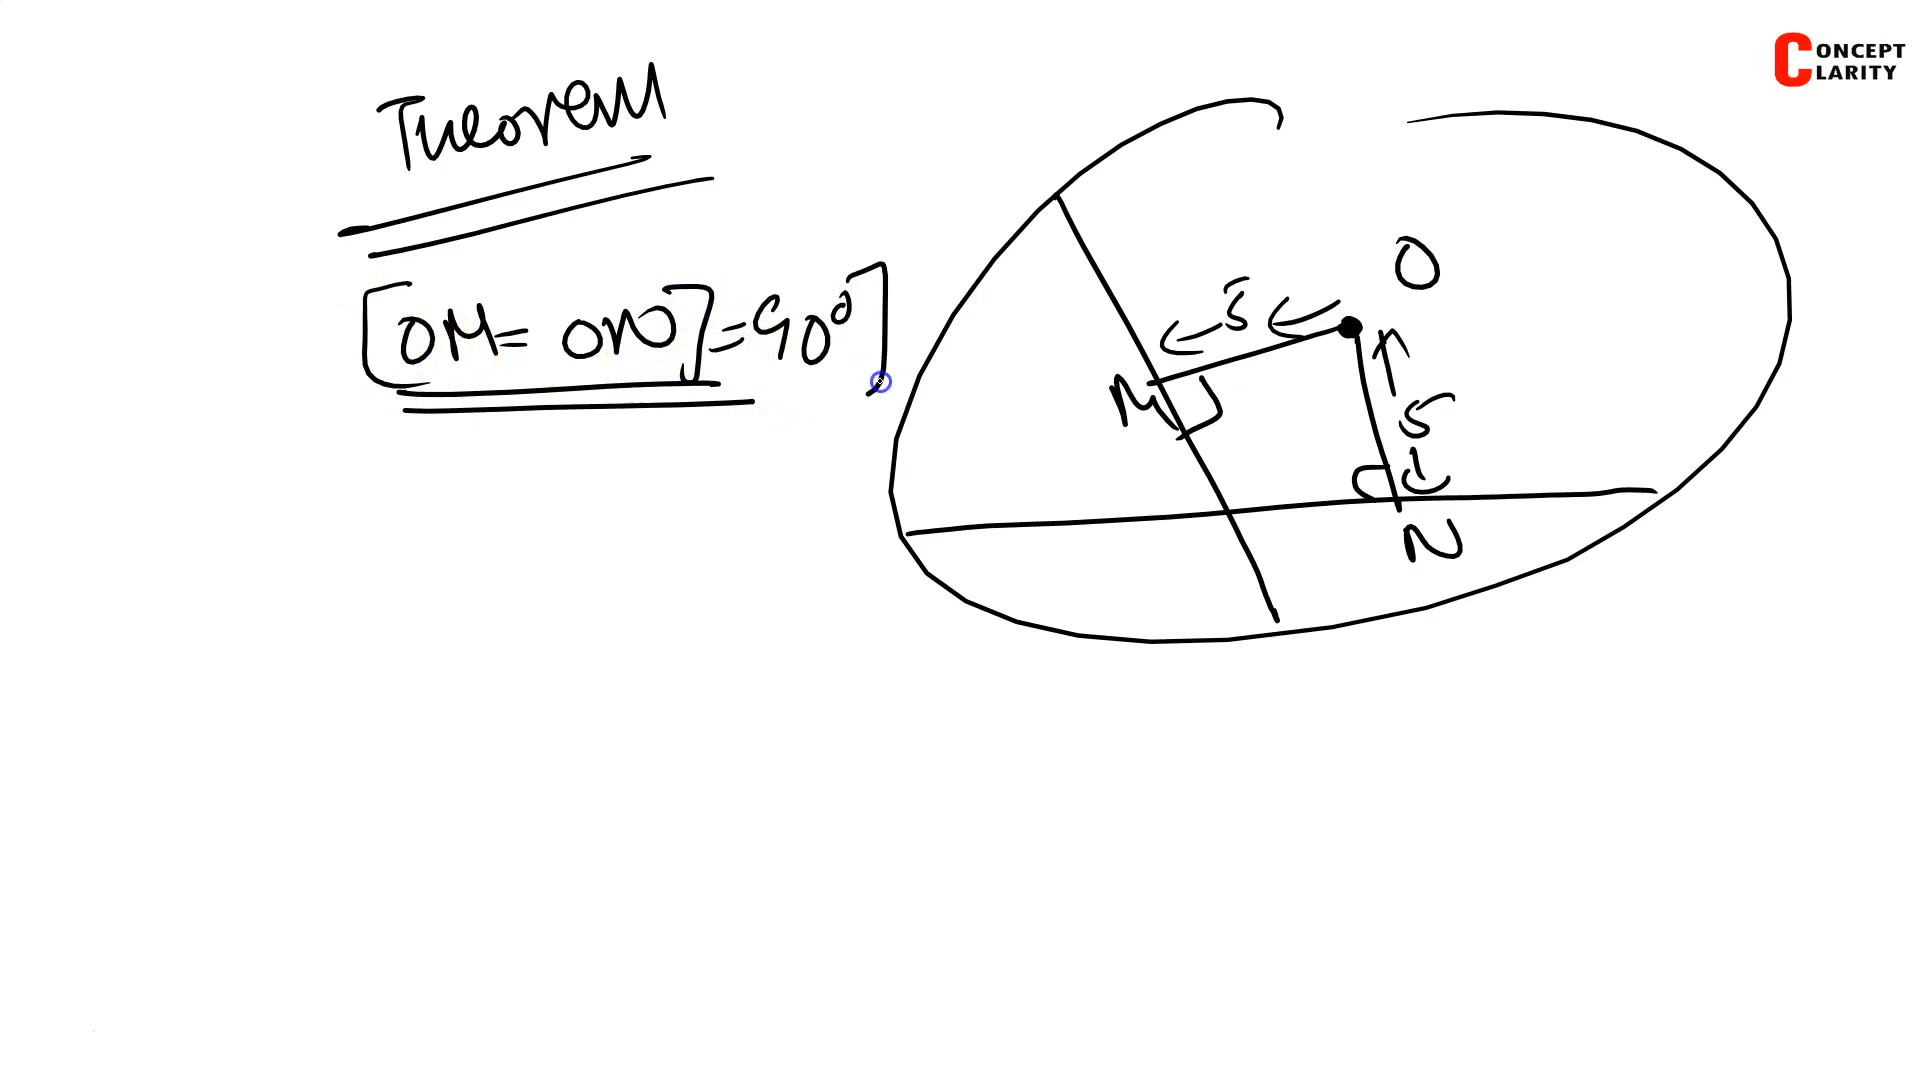 CONCEPT
CLARITY
Theorem
[OM = ON] = 90°]
O
5
M
5
N